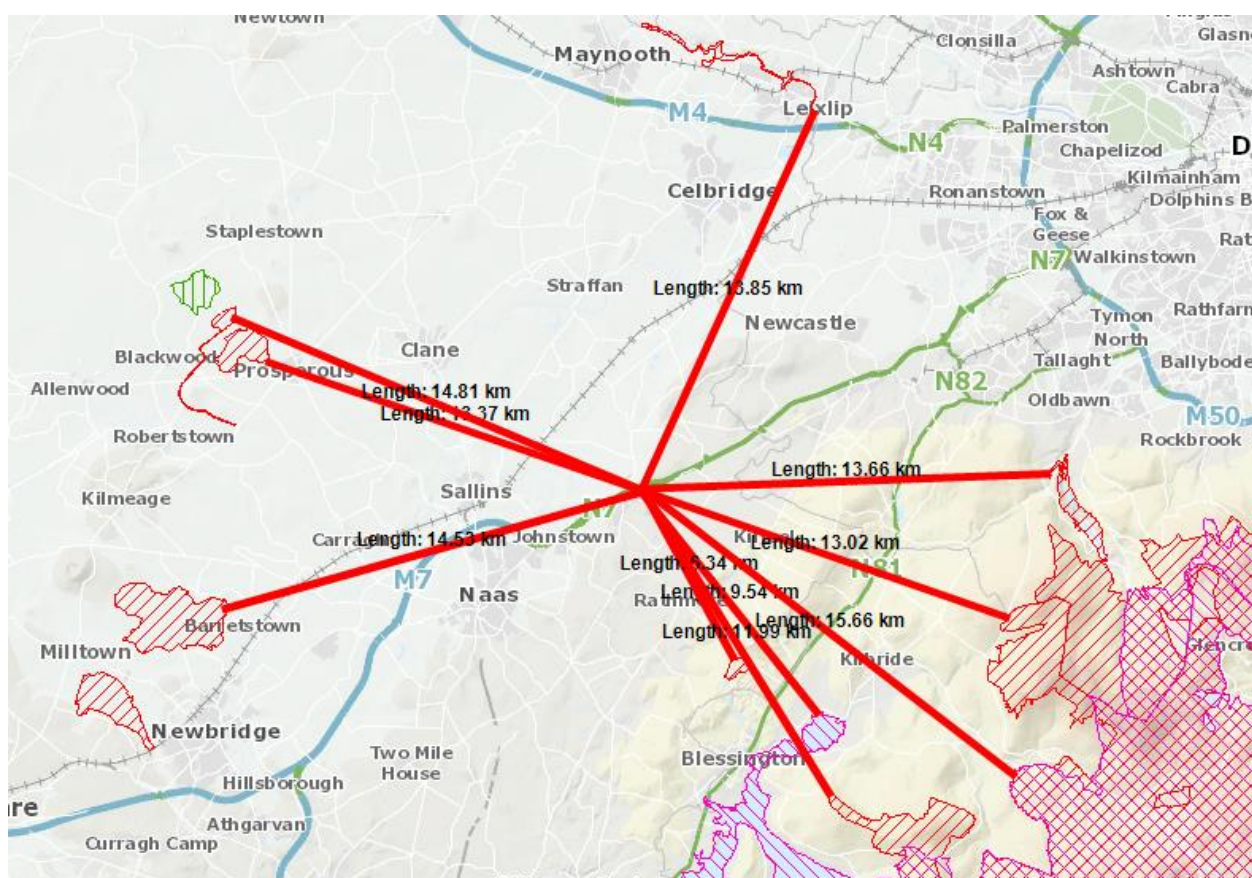 Newtown
Maynooth
Clonsilla
Ashtown
Cabra
Leixlip
M4
N4
Palmerston
Chapelizod
D
Kilmainham
Celbridge
Ronanstown
Dolphins B
Staplestown
Fox &
Geese
Walkinstown
N7
Straffan
Length: 13.85 km
Newcastle
Rathfarn
Tymon
North
Clane
Blackwood
Prosperous
Tallaght
Ballybode
Allenwood
N82
Length: 14.81 km
Length: 13.37 km
Oldbawn
M50
Robertstown
Rockbrook
Length: 13.66 km
Kilmeage
Sallins
N7
Johnstown
Length: 14.53 km
Length: 13.02 km
M7
N81
Naas
Length: 9.54 km
Length: 15.66 km
Length: 11.99 km
Milltown
Newbridge
Two Mile
House
Blessington
Hillsborough
Athgarvan
Curragh Camp